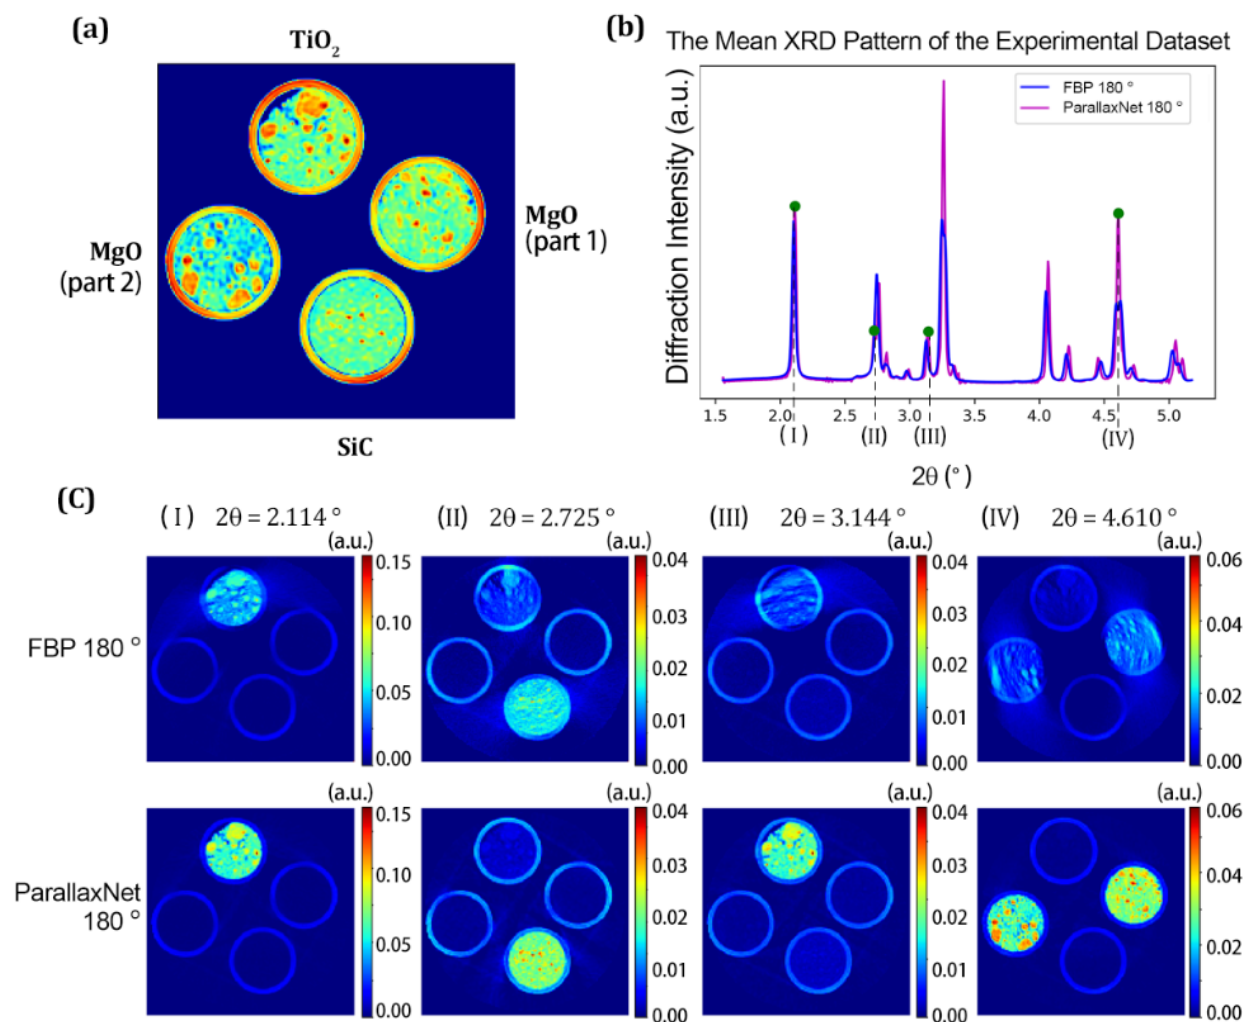 (a)
TiO2
MgO
(part 1)
MgO
(part 2)
SiC
(b)
The Mean XRD Pattern of the Experimental Dataset
FBP 180 °
ParallaxNet 180 °
Diffraction Intensity (a.u.)
1.5 2.0 2.5 3.0 3.5 4.0 4.5 5.0
(I) (II) (III) (IV)
2θ (°)
(C)
(I) 2θ = 2.114 ° (II) 2θ = 2.725 ° (III) 3.144 ° (IV) 2θ = 4.610 °
(a.u.) (a.u.) (a.u.) (a.u.)
FBP 180 °
0.15 0.10 0.05 0.00
0.04 0.03 0.02 0.01 0.00
0.04 0.03 0.02 0.01 0.00
0.06 0.04 0.02 0.00
(a.u.) (a.u.) (a.u.) (a.u.)
ParallaxNet
180 °
0.15 0.10 0.05 0.00
0.04 0.03 0.02 0.01 0.00
0.04 0.03 0.02 0.01 0.00
0.06 0.04 0.02 0.00